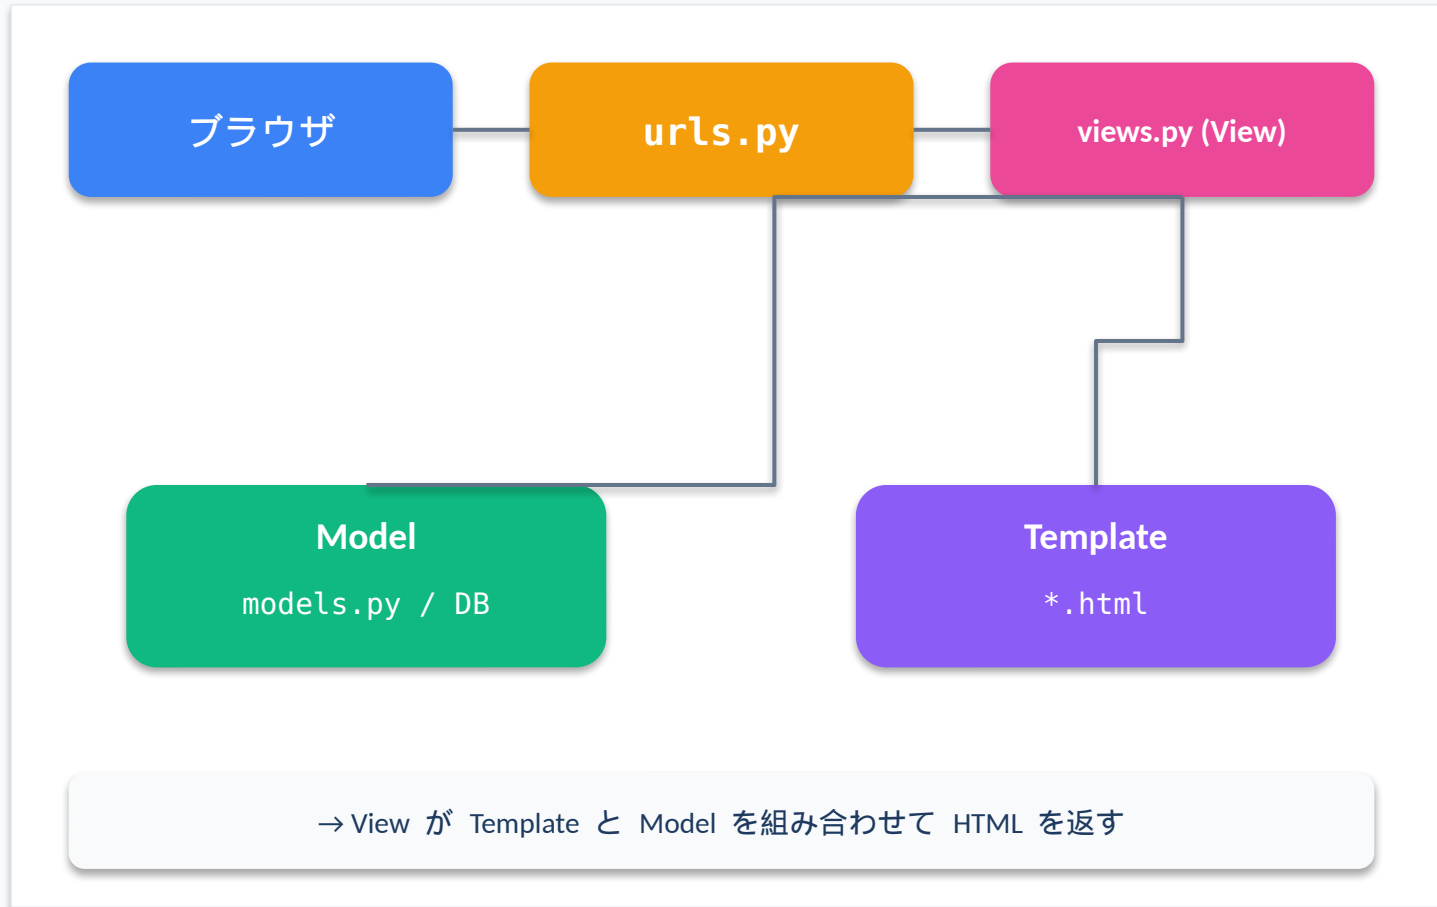 ブラウザ
urls.py
views.py (View)
Model
models.py / DB
Template
*.html
→ View が Template と Model を組み合わせて HTML を返す